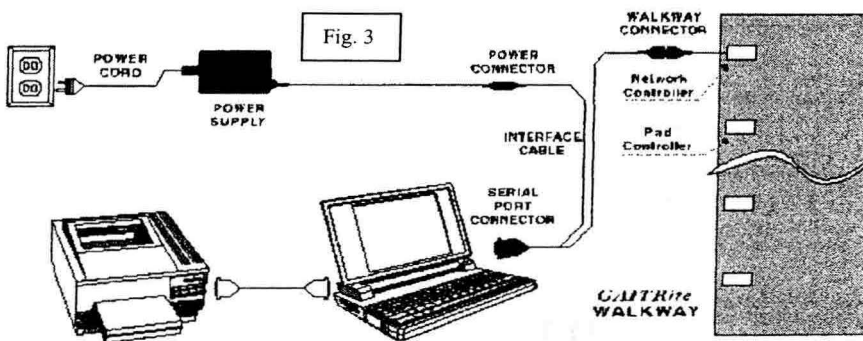 Fig. 3
POWER
CORD
POWER
SUPPLY
POWER
CONNECTOR
WALKWAY
CONNECTOR
Network
Controller
Pad
Controller
INTERFACE
CABLE
SERIAL
PORT
CONNECTOR
GAITRite
WALKWAY